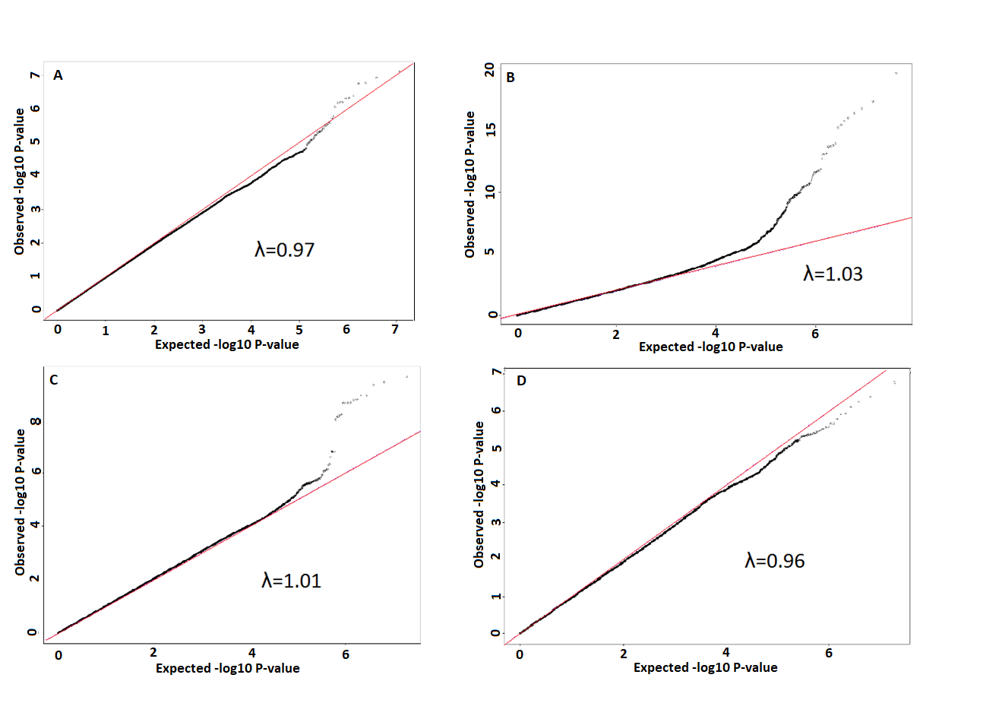 A
Observed -log10 P-value
7
6
5
4
3
2
1
0
λ=0.97
0 1 2 3 4 5 6 7
Expected -log10 P-value
B
Observed -log10 P-value
20
15
10
5
0
λ=1.03
0 2 4 6
Expected -log10 P-value
C
Observed -log10 P-value
8
6
4
2
0
λ=1.01
0 2 4 6
Expected -log10 P-value
D
Observed -log10 P-value
7
6
5
4
3
2
1
0
λ=0.96
0 2 4 6
Expected -log10 P-value